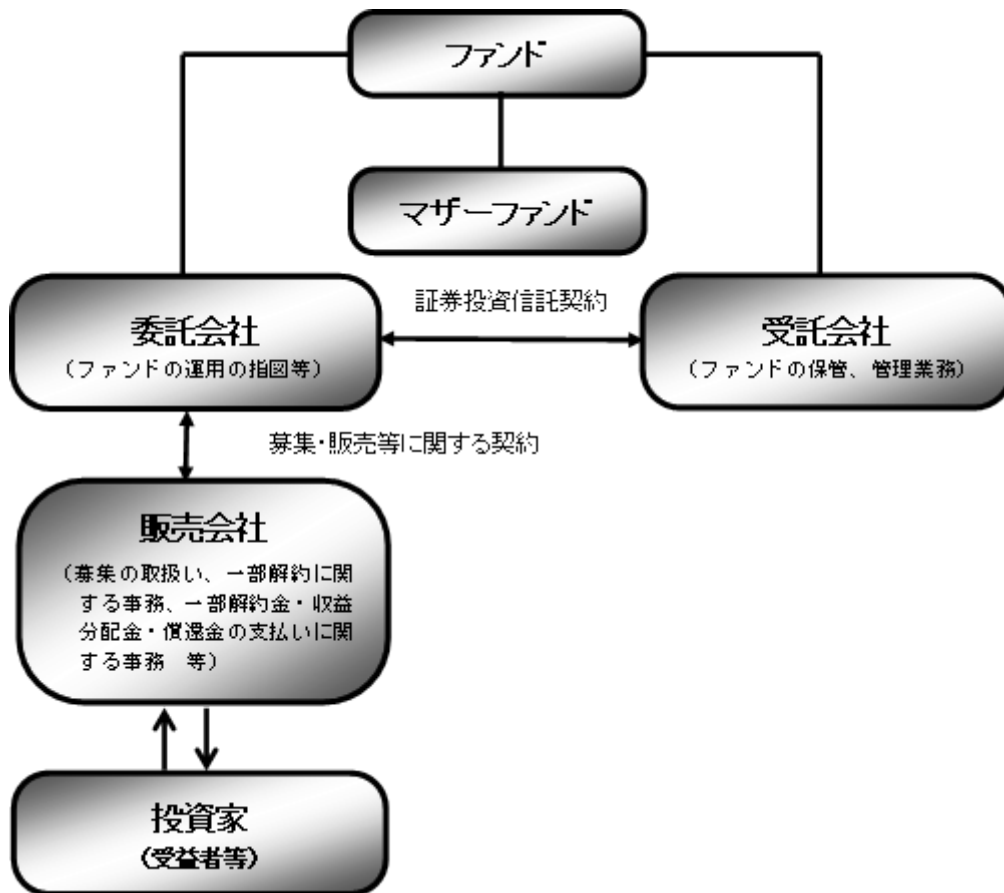 ファンド
マザーファンド
証券投資信託契約
委託会社
（ファンドの運用の指図等）
受託会社
（ファンドの保管、管理業務）
募集・販売等に関する契約
販売会社
（募集の取扱い、一部解約に関
する事務、一部解約金・収益
分配金・償還金の支払いに関
する事務　等）
投資家
（受益者等）